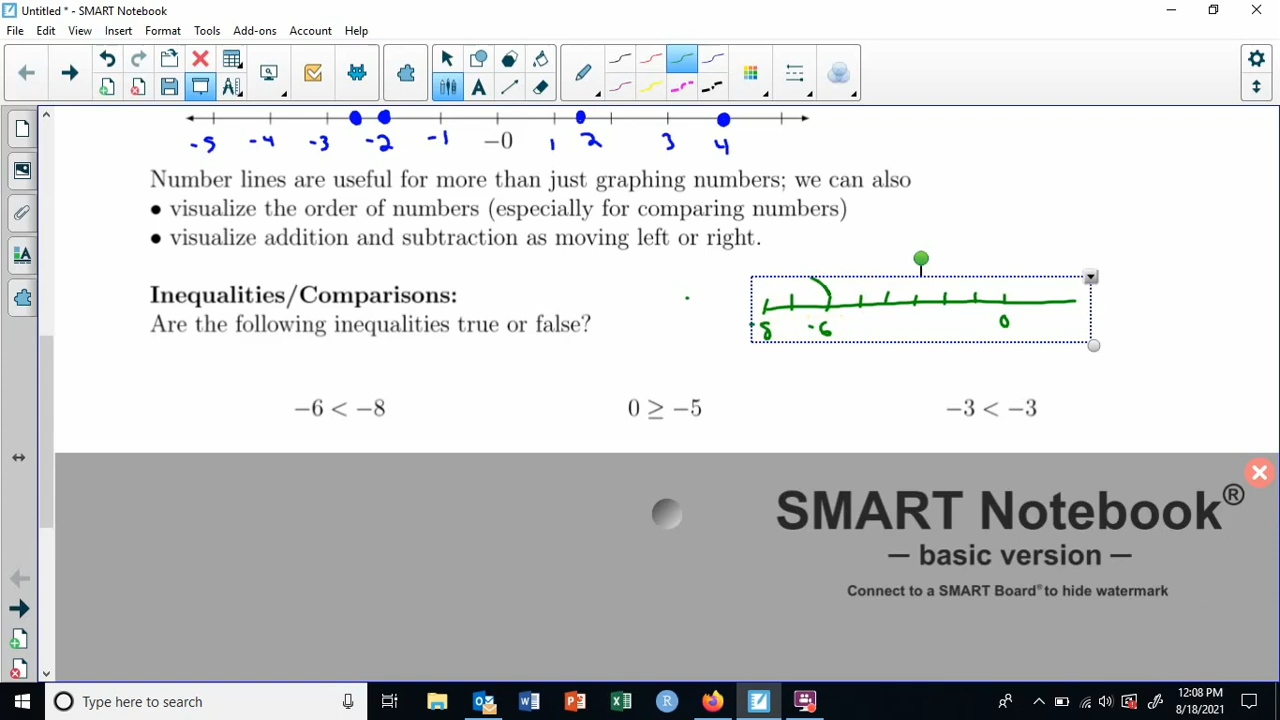 Untitled * - SMART Notebook
File Edit View Insert Format Tools Add-ons Account Help
-5 -4 -3 -2 -1 −0 1 2 3 4
Number lines are useful for more than just graphing numbers; we can also
• visualize the order of numbers (especially for comparing numbers)
• visualize addition and subtraction as moving left or right.
Inequalities/Comparisons:
-8 -6 0
Are the following inequalities true or false?
−6 < −8 0 ≥ −5 −3 < −3
SMART Notebook®
— basic version —
Connect to a SMART Board® to hide watermark
Type here to search
12:08 PM
8/18/2021